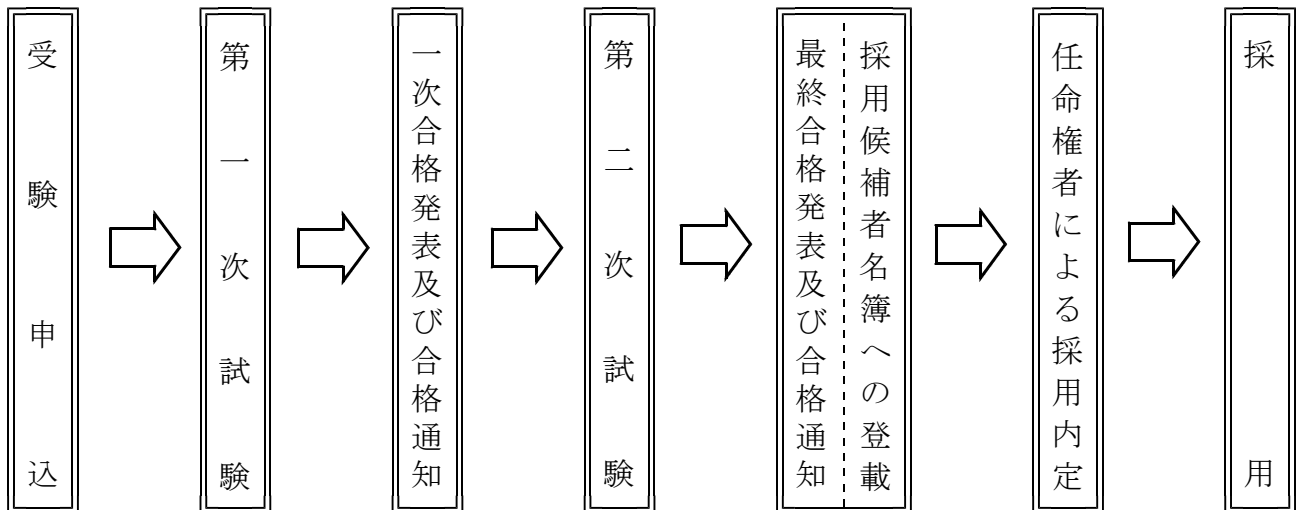 受験申込
第一次試験
一次合格発表及び合格通知
第二次試験
採用候補者名簿への登載
最終合格発表及び合格通知
任命権者による採用内定
採用